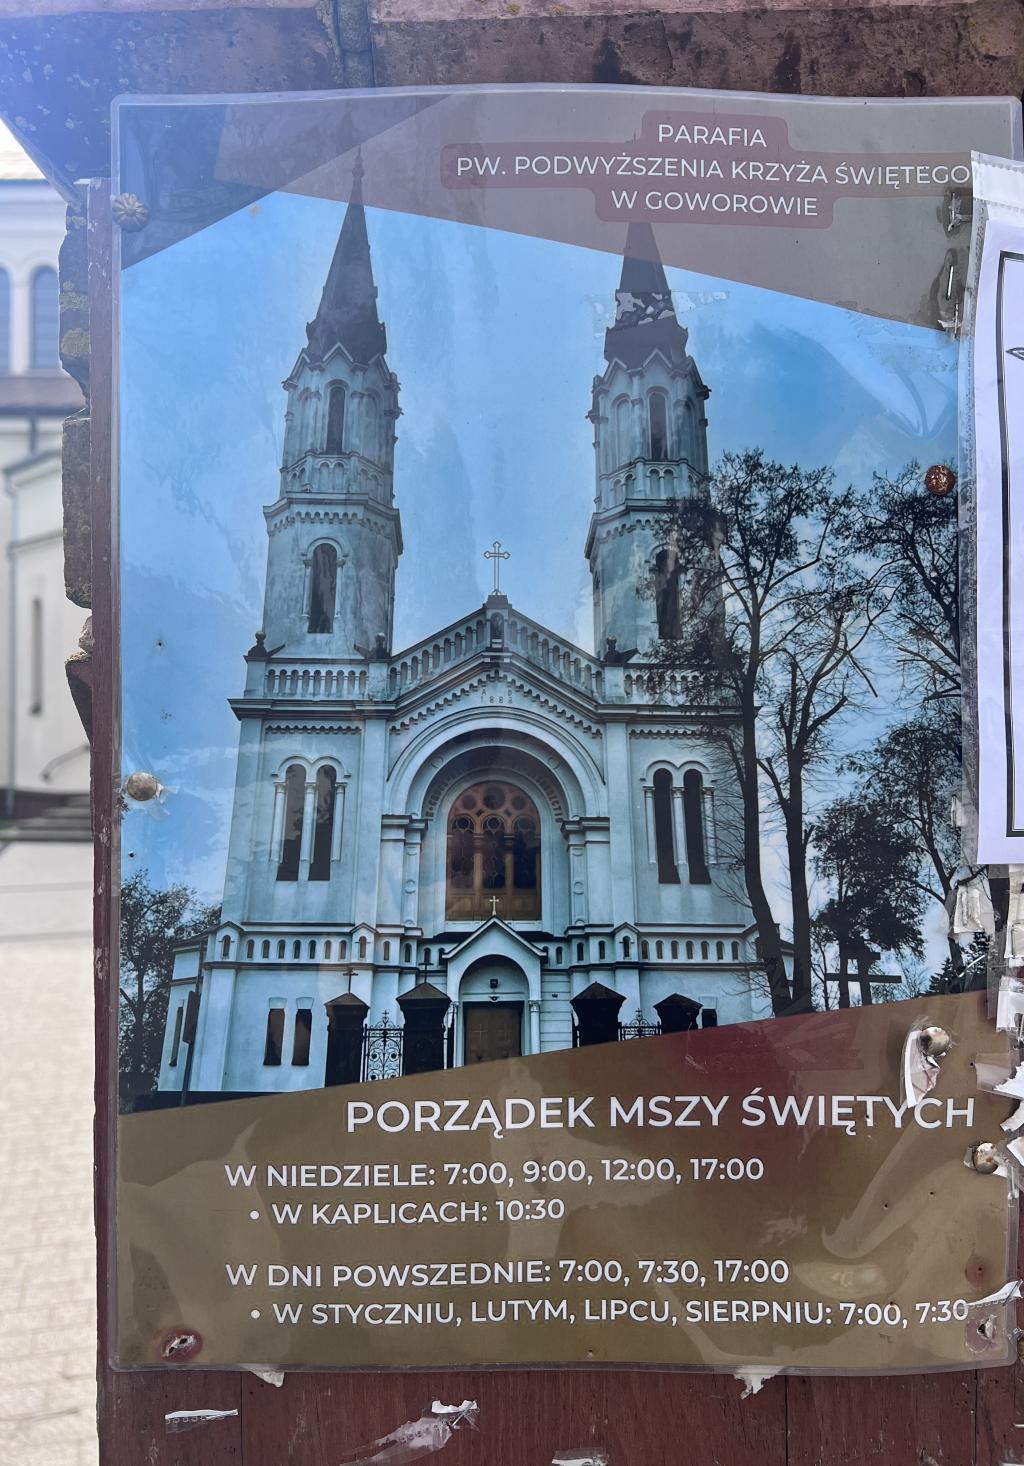 PARAFIA
PW. PODWYŻSZENIA KRZYŻA ŚWIĘTEGO
W GOWOROWIE
PORZĄDEK MSZY ŚWIĘTYCH
W NIEDZIELE: 7:00, 9:00, 12:00, 17:00
• W KAPLICACH: 10:30
W DNI POWSZEDNIE: 7:00, 7:30, 17:00
• W STYCZNIU, LUTYM, LIPCU, SIERPNIU: 7:00, 7:30